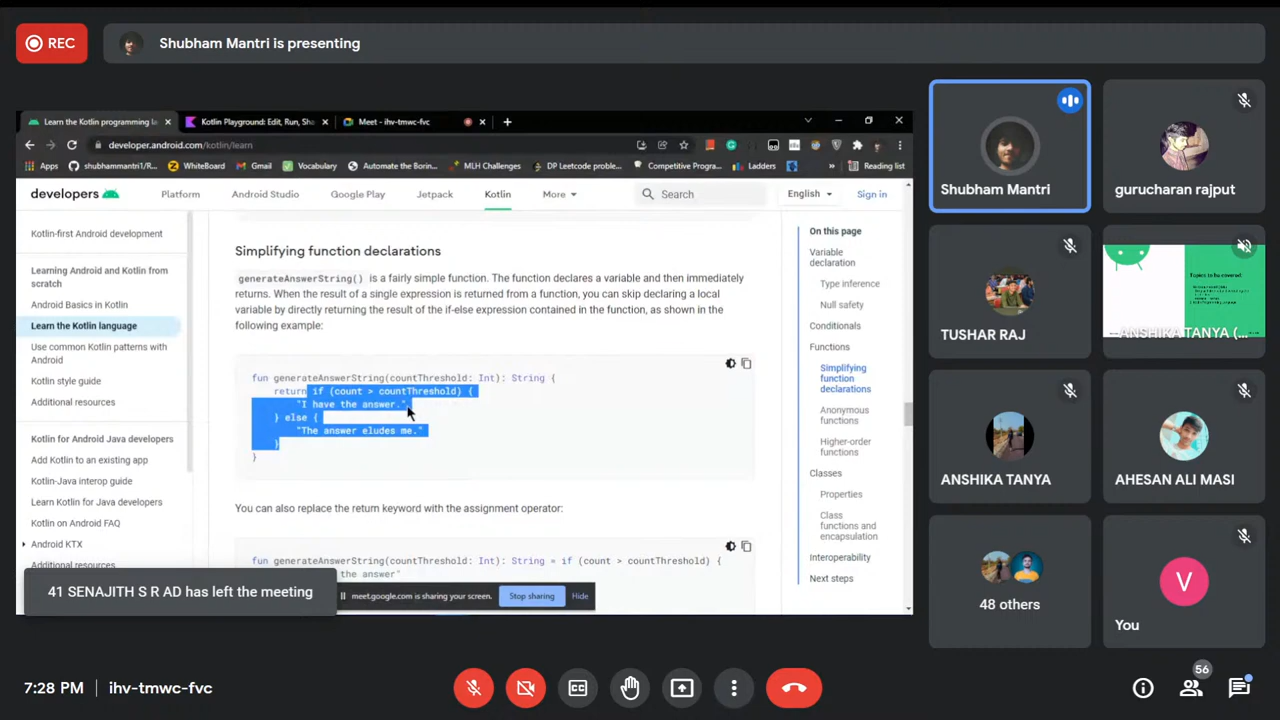 REC
Shubham Mantri is presenting
Learn the Kotlin programming la
Kotlin Playground: Edit, Run, Sha
Meet - ihv-tmwc-fvc
developer.android.com/kotlin/learn
Apps
shubhammantri1/R...
WhiteBoard
Gmail
Vocabulary
Automate the Borin...
MLH Challenges
DP Leetcode proble...
Competitive Progra...
Ladders
»
Reading list
developers
Platform
Android Studio
Google Play
Jetpack
Kotlin
More
Search
English
Sign in
Kotlin-first Android development
Learning Android and Kotlin from
scratch
Android Basics in Kotlin
Learn the Kotlin language
Use common Kotlin patterns with
Android
Kotlin style guide
Additional resources
Kotlin for Android Java developers
Add Kotlin to an existing app
Kotlin-Java interop guide
Learn Kotlin for Java developers
Kotlin on Android FAQ
Android KTX
Additional resources
Simplifying function declarations
generateAnswerString() is a fairly simple function. The function declares a variable and then immediately
returns. When the result of a single expression is returned from a function, you can skip declaring a local
variable by directly returning the result of the if-else expression contained in the function, as shown in the
following example:
fun generateAnswerString(countThreshold: Int): String {
return if (count > countThreshold) {
"I have the answer."
} else {
"The answer eludes me."
}
}
You can also replace the return keyword with the assignment operator:
fun generateAnswerString(countThreshold: Int): String = if (count > countThreshold) {
the answer"
On this page
Variable
declaration
Type inference
Null safety
Conditionals
Functions
Simplifying
function
declarations
Anonymous
functions
Higher-order
functions
Classes
Properties
Class
functions and
encapsulation
Interoperability
Next steps
meet.google.com is sharing your screen.
Stop sharing
Hide
41 SENAJITH S R AD has left the meeting
Shubham Mantri
gurucharan rajput
TUSHAR RAJ
Topics to be covered:
ANSHIKA TANYA (...
ANSHIKA TANYA
AHESAN ALI MASI
48 others
V
You
7:28 PM
ihv-tmwc-fvc
CC
56